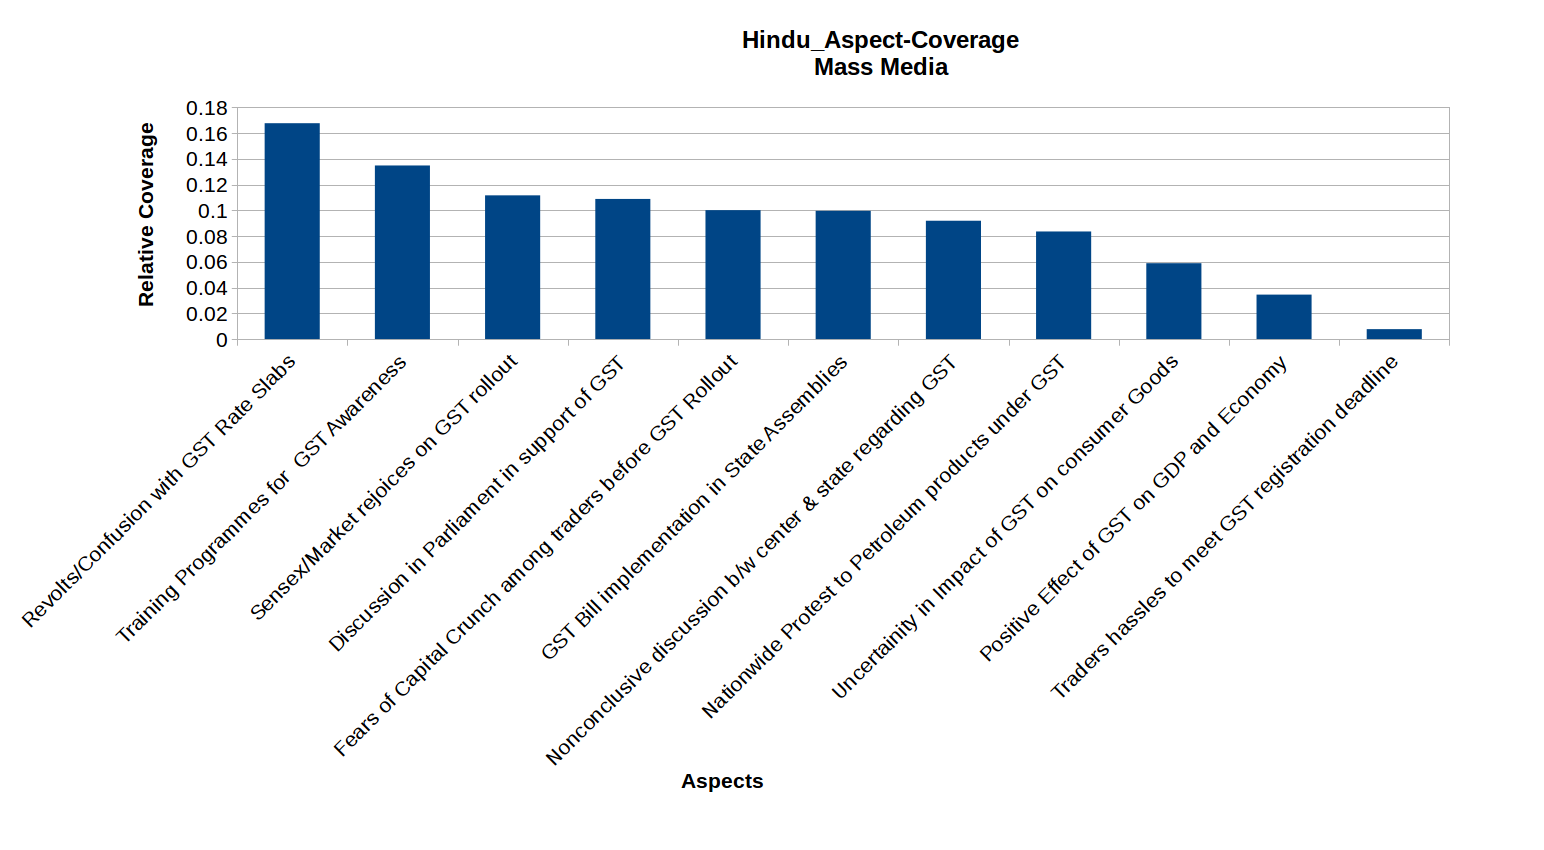 Hindu_Aspect-Coverage
Mass Media
Relative Coverage
0.18
0.16
0.14
0.12
0.1
0.08
0.06
0.04
0.02
0
Revolts/Confusion with GST Rate Slabs
Training Programmes for  GST Awareness
Sensex/Market rejoices on GST rollout
Discussion in Parliament in support of GST
Fears of Capital Crunch among traders before GST Rollout
GST Bill implementation in State Assemblies
Nonconclusive discussion b/w center & state regarding GST
Nationwide Protest to Petroleum products under GST
Uncertainity in Impact of GST on consumer Goods
Positive Effect of GST on GDP and Economy
Traders hassles to meet GST registration deadline
Aspects